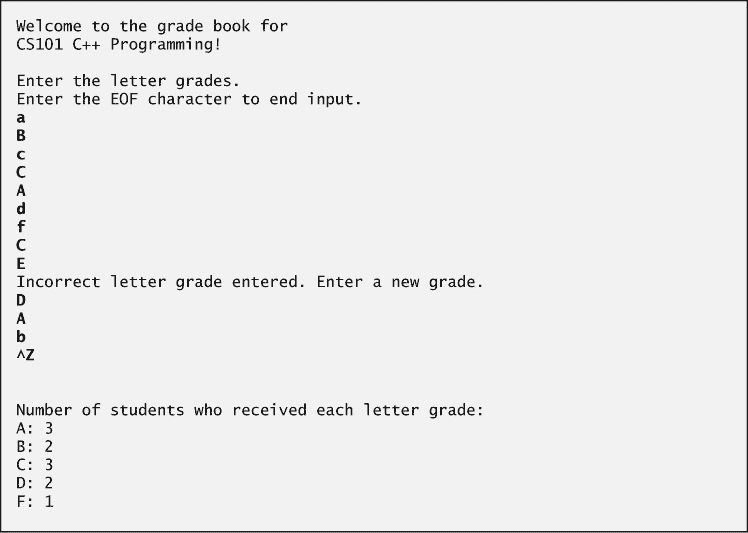 Welcome to the grade book for
CS101 C++ Programming!
Enter the letter grades.
Enter the EOF character to end input.
a
B
c
C
A
d
f
C
E
Incorrect letter grade entered. Enter a new grade.
D
A
b
^Z
Number of students who received each letter grade:
A: 3
B: 2
C: 3
D: 2
F: 1